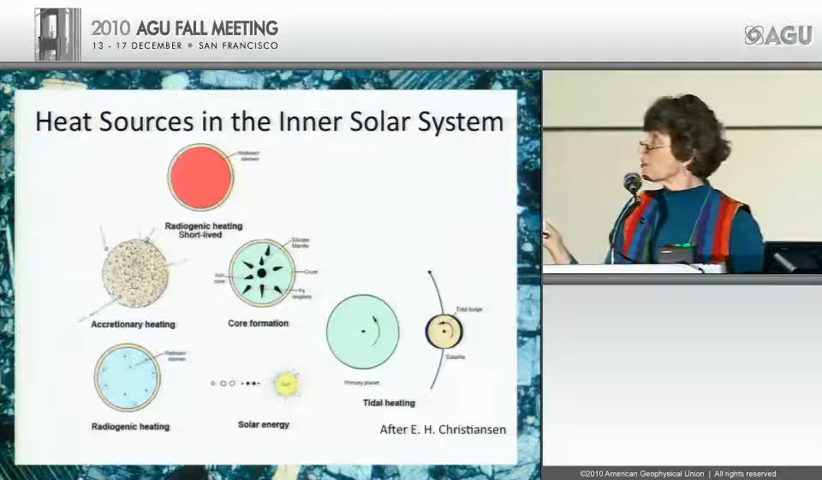 2010 AGU FALL MEETING
13 - 17 DECEMBER • SAN FRANCISCO
AGU
Heat Sources in the Inner Solar System
Radiogenic heating
Short-lived
Silicate
Mantle
Crust
Fe
droplets
Accretionary heating
Core formation
Tidal bulge
Satellite
Primary planet
Tidal heating
Radiogenic heating
Sun
Solar energy
After E. H. Christiansen
©2010 American Geophysical Union | All rights reserved